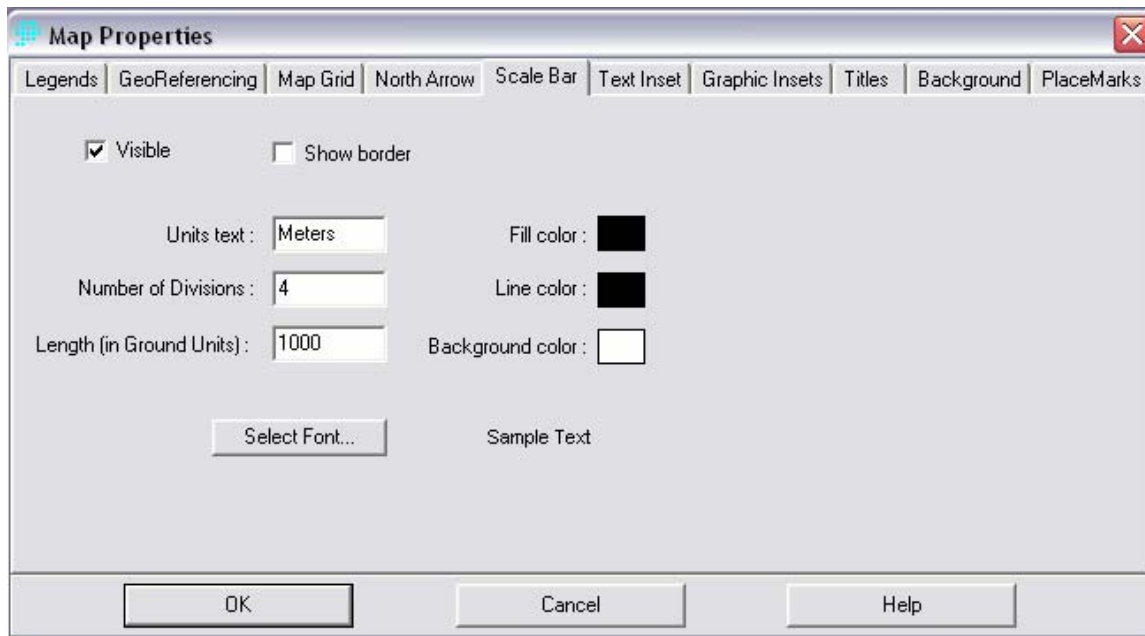 Map Properties
Legends GeoReferencing Map Grid North Arrow Scale Bar Text Inset Graphic Insets Titles Background PlaceMarks
Visible Show border
Units text : Meters Fill color :
Number of Divisions : 4 Line color :
Length (in Ground Units) : 1000 Background color :
Select Font... Sample Text
OK Cancel Help